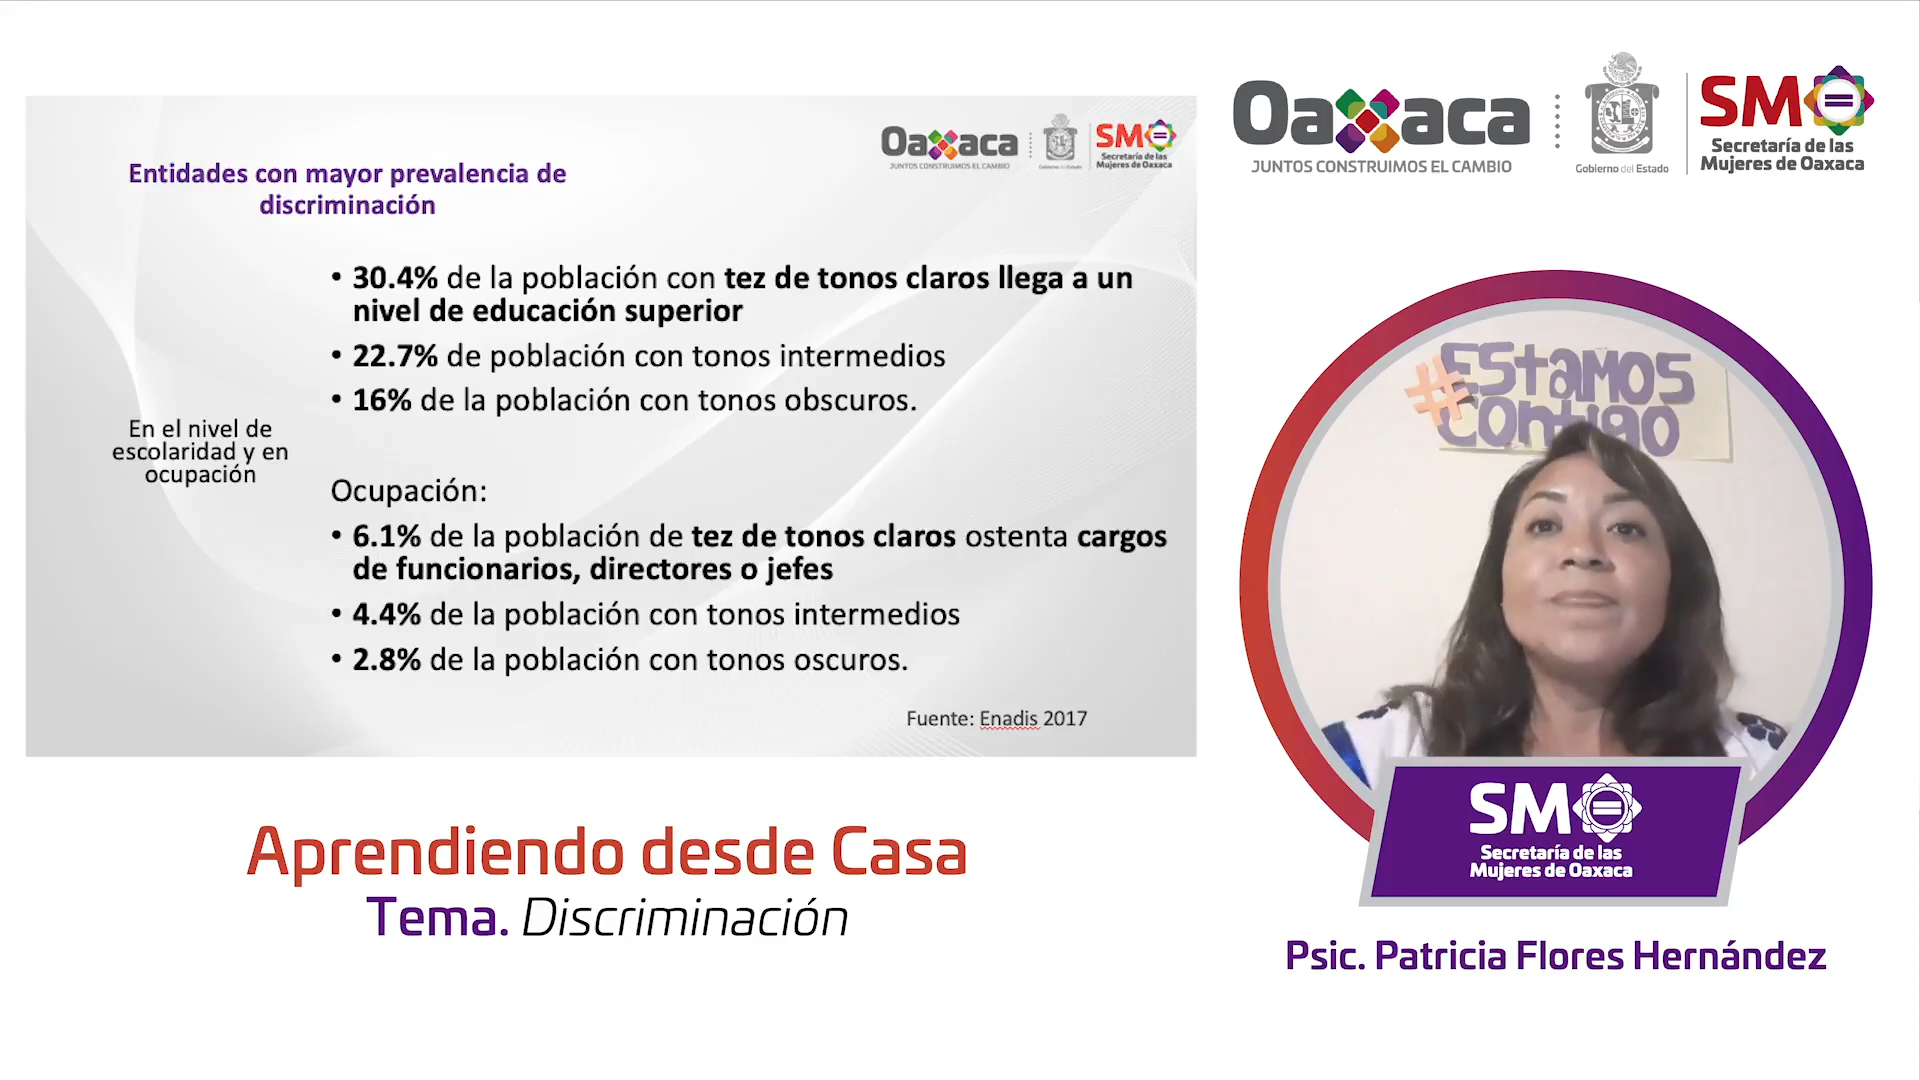 Entidades con mayor prevalencia de
discriminación
Oaxaca
JUNTOS CONSTRUIMOS EL CAMBIO
Gobierno del Estado
SM
Secretaría de las
Mujeres de Oaxaca
En el nivel de
escolaridad y en
ocupación
• 30.4% de la población con tez de tonos claros llega a un
nivel de educación superior
• 22.7% de población con tonos intermedios
• 16% de la población con tonos obscuros.
Ocupación:
• 6.1% de la población de tez de tonos claros ostenta cargos
de funcionarios, directores o jefes
• 4.4% de la población con tonos intermedios
• 2.8% de la población con tonos oscuros.
Fuente: Enadis 2017
Aprendiendo desde Casa
Tema. Discriminación
Oaxaca
JUNTOS CONSTRUIMOS EL CAMBIO
Gobierno del Estado
SM
Secretaría de las
Mujeres de Oaxaca
#EStaMOS
contigo
SM
Secretaría de las
Mujeres de Oaxaca
Psic. Patricia Flores Hernández